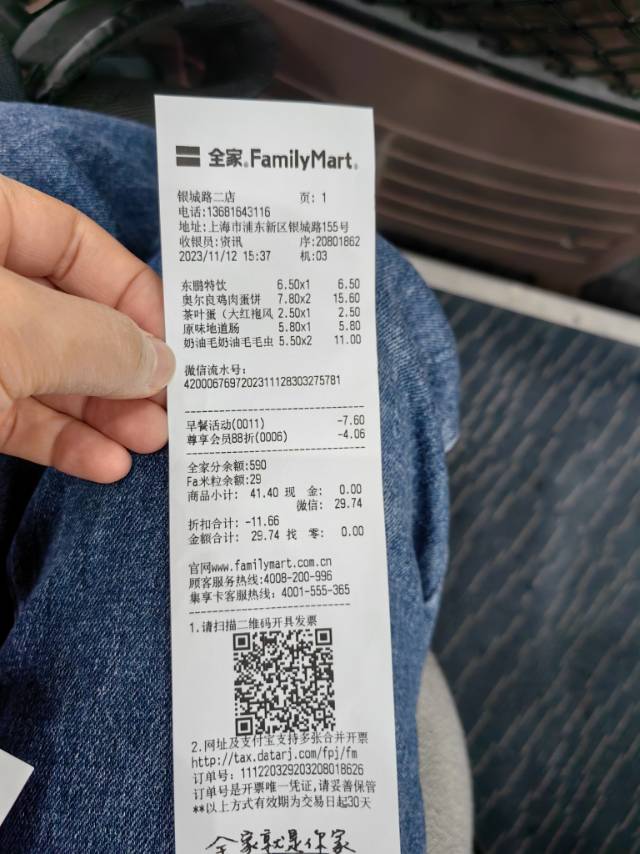 全家®FamilyMart®
银城路二店 页: 1
电话:13681643116
地址:上海市浦东新区银城路155号
收银员:资讯 序:20801862
2023/11/12 15:37 机:03
东鹏特饮 6.50x1 6.50
奥尔良鸡肉蛋饼 7.80x2 15.60
茶叶蛋（大红袍风 2.50x1 2.50
原味地道肠 5.80x1 5.80
奶油毛奶油毛毛虫 5.50x2 11.00
微信流水号:
4200067697202311128303275781
早餐活动(0011) -7.60
尊享会员88折(0006) -4.06
全家分余额:590
Fa米粒余额:29
商品小计: 41.40 现 金: 0.00
微信: 29.74
折扣合计: -11.66
金额合计: 29.74 找 零: 0.00
官网www.familymart.com.cn
顾客服务热线:4008-200-996
集享卡客服热线: 4001-555-365
1.请扫描二维码开具发票
2.网址及支付宝支持多张合并开票
http://tax.datarj.com/fpj/fm
订单号: 111220329203208018626
订单号是开票唯一凭证,请妥善保管
**以上方式有效期为交易日起30天
全家就是你家